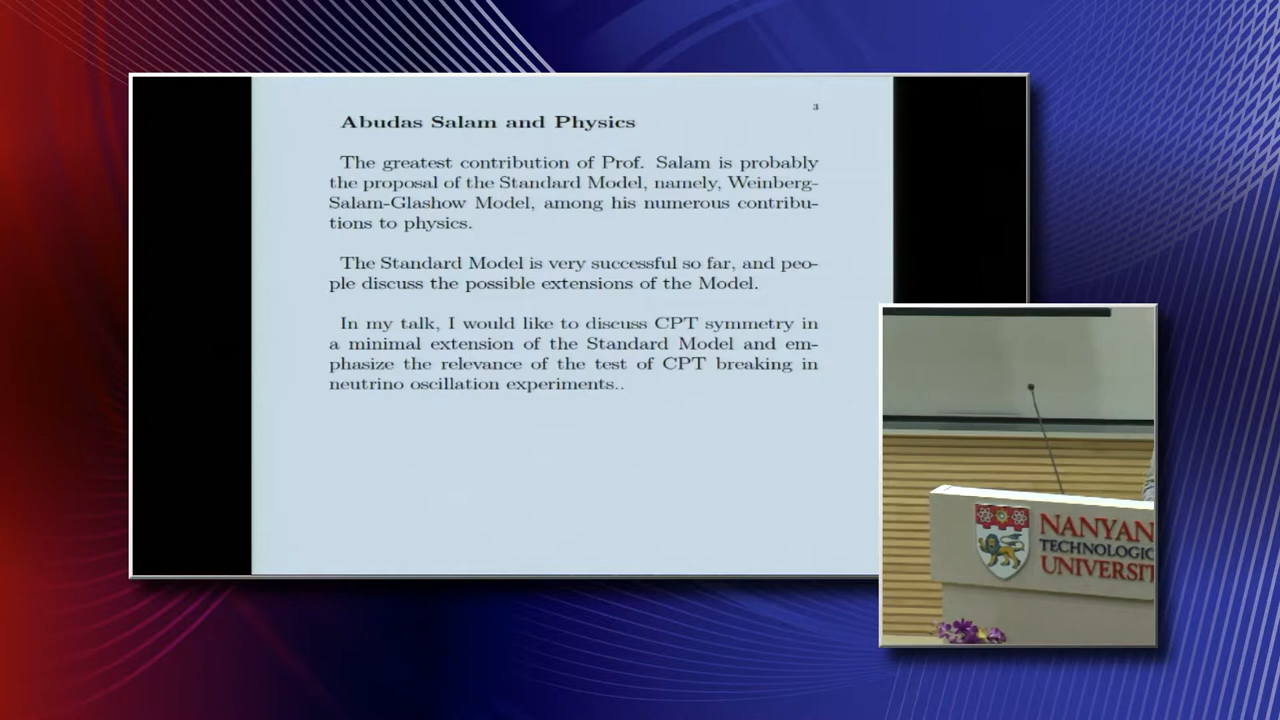 3
Abudas Salam and Physics
The greatest contribution of Prof. Salam is probably
the proposal of the Standard Model, namely, Weinberg-
Salam-Glashow Model, among his numerous contribu-
tions to physics.
The Standard Model is very successful so far, and peo-
ple discuss the possible extensions of the Model.
In my talk, I would like to discuss CPT symmetry in
a minimal extension of the Standard Model and em-
phasize the relevance of the test of CPT breaking in
neutrino oscillation experiments..
NANYAN
TECHNOLOGIC
UNIVERSIT